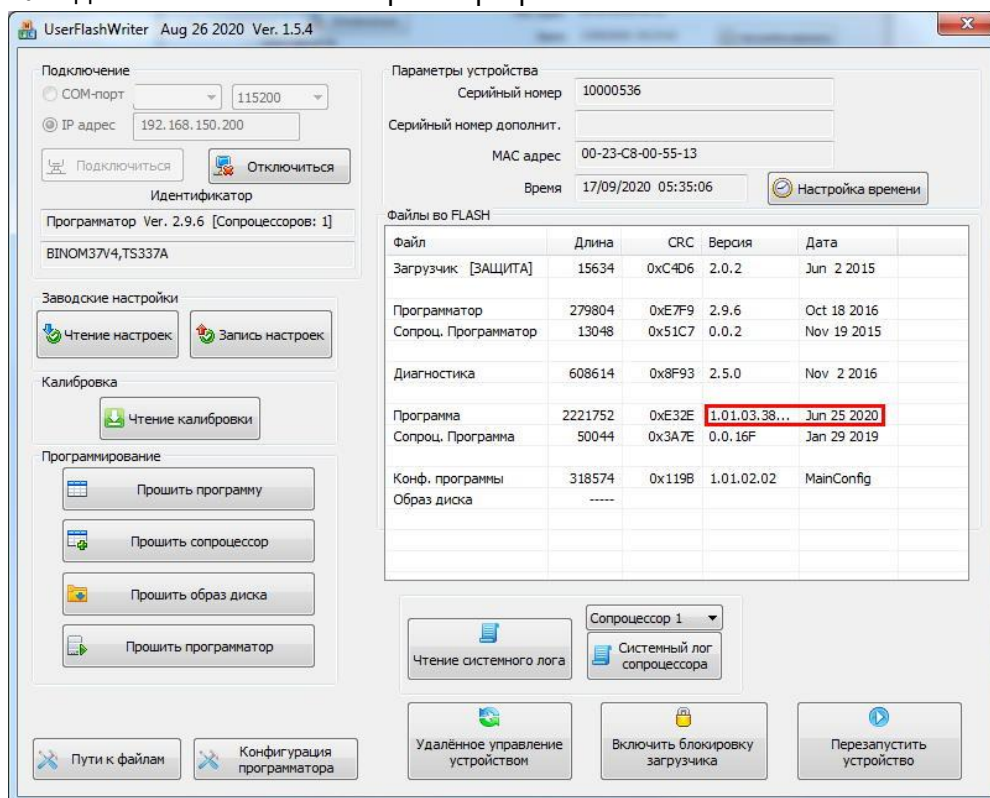 UserFlashWriter Aug 26 2020 Ver. 1.5.4
Подключение
COM-порт 115200
IP адрес 192.168.150.200
Подключиться Отключиться
Идентификатор
Программатор Ver. 2.9.6 [Сопроцессоров: 1]
BINOM37V4,TS337A
Заводские настройки
Чтение настроек Запись настроек
Калибровка
Чтение калибровки
Программирование
Прошить программу
Прошить сопроцессор
Прошить образ диска
Прошить программатор
Пути к файлам
Конфигурация
программатора
Параметры устройства
Серийный номер 10000536
Серийный номер дополнит.
MAC адрес 00-23-C8-00-55-13
Время 17/09/2020 05:35:06 Настройка времени
Файлы во FLASH
Файл Длина CRC Версия Дата
Загрузчик [ЗАЩИТА] 15634 0xC4D6 2.0.2 Jun 2 2015
Программатор 279804 0xE7F9 2.9.6 Oct 18 2016
Сопроц. Программатор 13048 0x51C7 0.0.2 Nov 19 2015
Диагностика 608614 0x8F93 2.5.0 Nov 2 2016
Программа 2221752 0xE32E 1.01.03.38... Jun 25 2020
Сопроц. Программа 50044 0x3A7E 0.0.16F Jan 29 2019
Конф. программы 318574 0x119B 1.01.02.02 MainConfig
Образ диска -----
Чтение системного лога
Сопроцессор 1
Системный лог
сопроцессора
Удалённое управление
устройством
Включить блокировку
загрузчика
Перезапустить
устройство